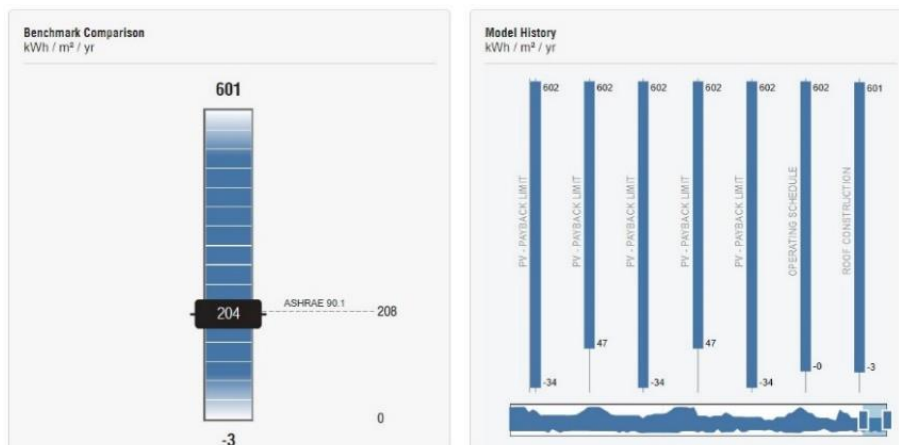 Benchmark Comparison
kWh / m² / yr
601
204
ASHRAE 90.1
208
0
-3
Model History
kWh / m² / yr
602
602
602
602
602
602
601
PV - PAYBACK LIMIT
PV - PAYBACK LIMIT
PV - PAYBACK LIMIT
PV - PAYBACK LIMIT
PV - PAYBACK LIMIT
OPERATING SCHEDULE
ROOF CONSTRUCTION
-34
47
-34
47
-34
-0
-3